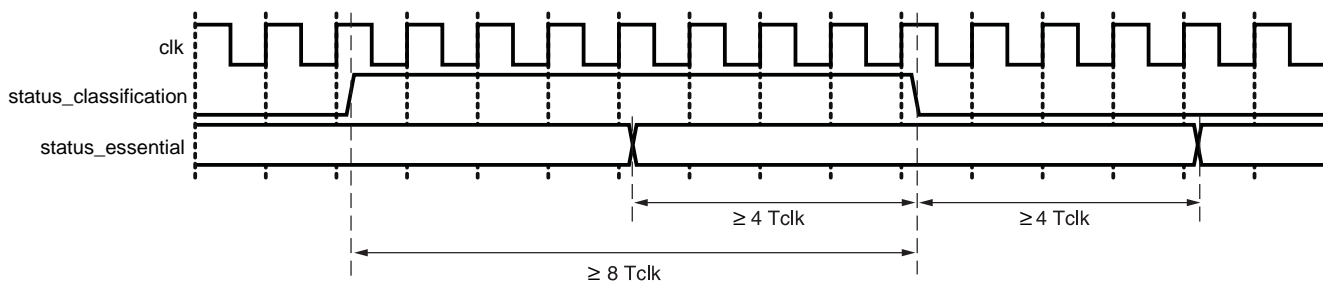 clk
status_classification
status_essential
≥ 4 Tclk
≥ 4 Tclk
≥ 8 Tclk